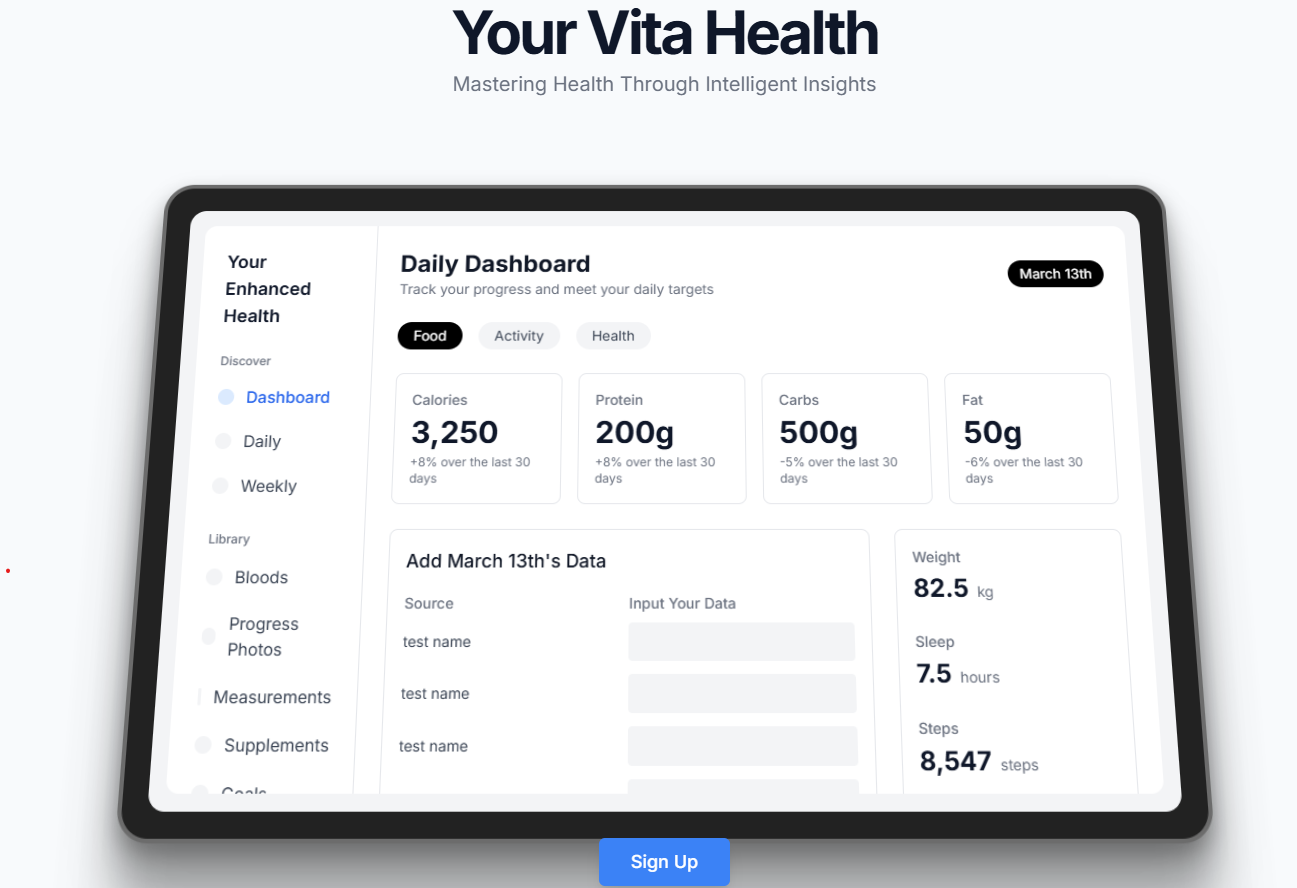 Your Vita Health
Mastering Health Through Intelligent Insights
Your
Enhanced
Health
Discover
Dashboard
Daily
Weekly
Library
Bloods
Progress
Photos
Measurements
Supplements
Goals
Daily Dashboard
Track your progress and meet your daily targets
March 13th
Food
Activity
Health
Calories
3,250
+8% over the last 30
days
Protein
200g
+8% over the last 30
days
Carbs
500g
-5% over the last 30
days
Fat
50g
-6% over the last 30
days
Add March 13th's Data
Source
Input Your Data
test name
test name
test name
Weight
82.5 kg
Sleep
7.5 hours
Steps
8,547 steps
Sign Up